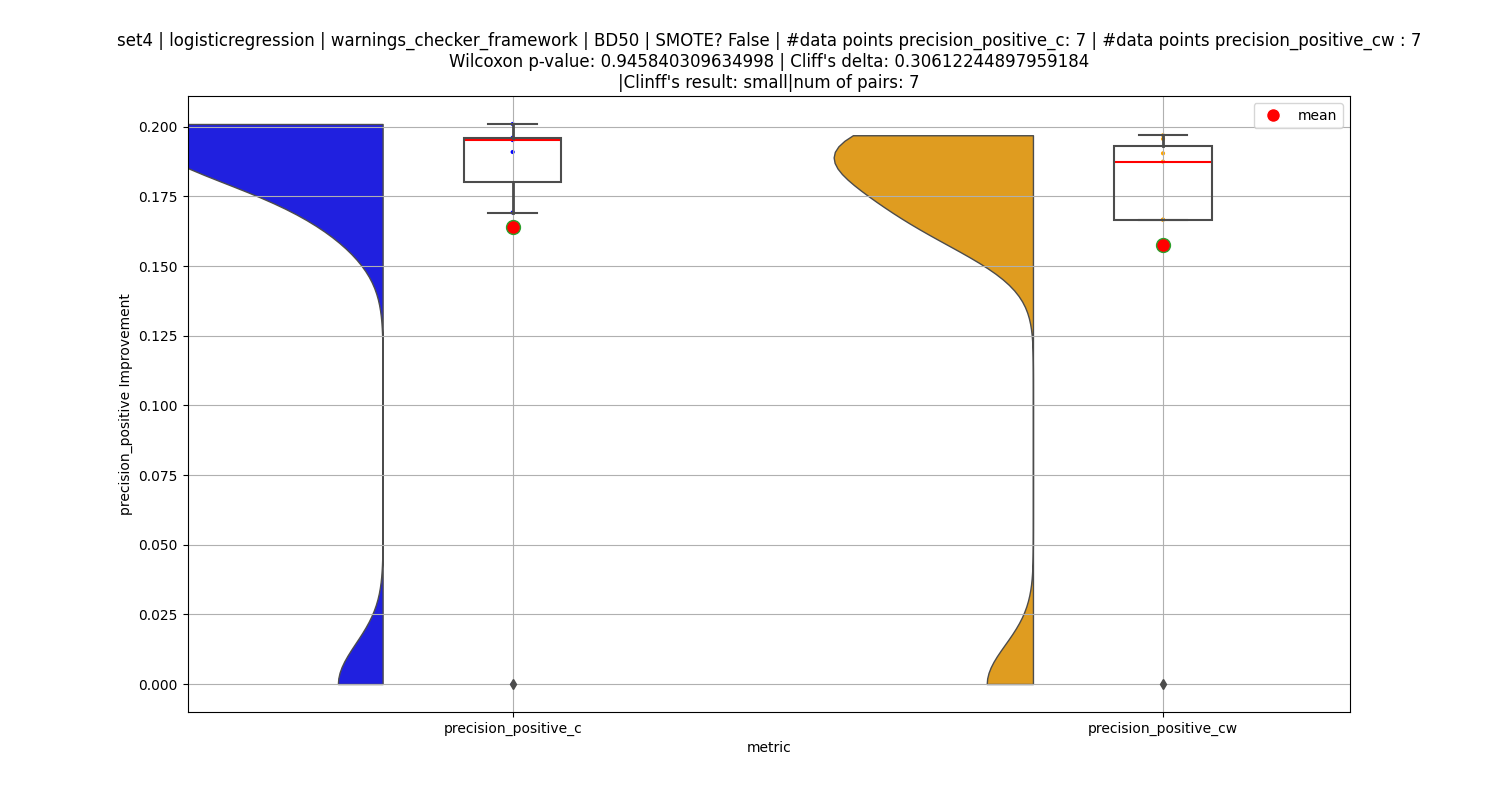 set4 | logisticregression | warnings_checker_framework | BD50 | SMOTE? False | #data points precision_positive_c: 7 | #data points precision_positive_cw : 7
Wilcoxon p-value: 0.945840309634998 | Cliff's delta: 0.30612244897959184
|Clinff's result: small|num of pairs: 7
mean
0.200
0.175
0.150
0.125
0.100
0.075
0.050
0.025
0.000
precision_positive Improvement
precision_positive_c
precision_positive_cw
metric